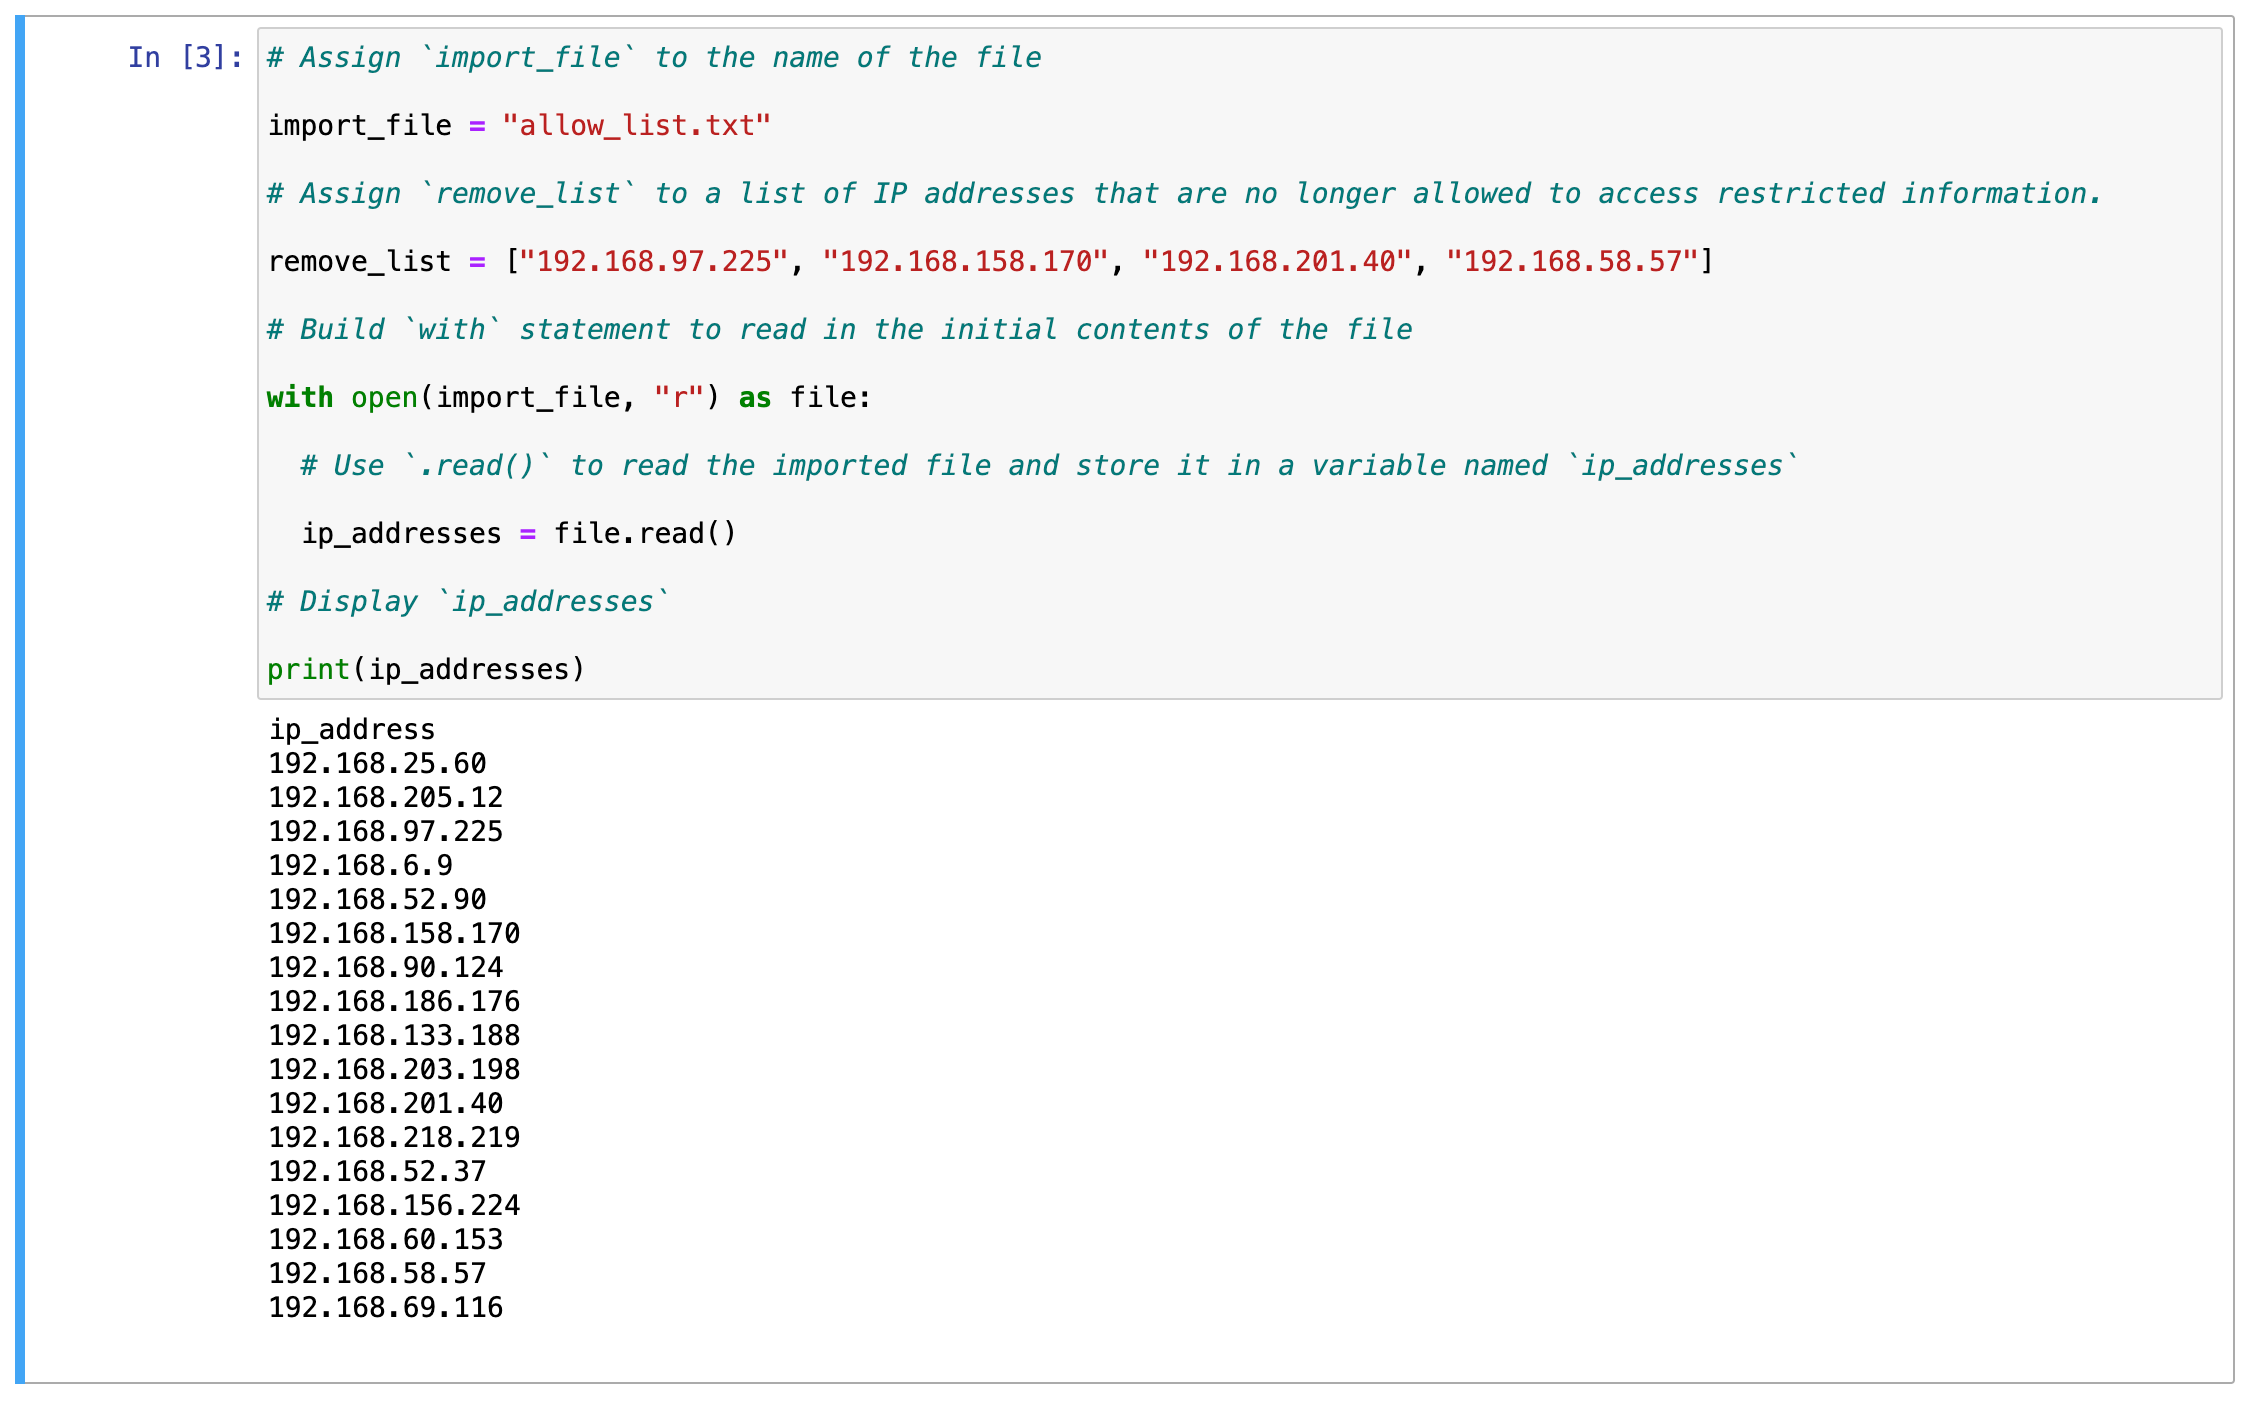 In [3]: # Assign `import_file` to the name of the file
import_file = "allow_list.txt"
# Assign `remove_list` to a list of IP addresses that are no longer allowed to access restricted information.
remove_list = ["192.168.97.225", "192.168.158.170", "192.168.201.40", "192.168.58.57"]
# Build `with` statement to read in the initial contents of the file
with open(import_file, "r") as file:
# Use `.read()` to read the imported file and store it in a variable named `ip_addresses`
ip_addresses = file.read()
# Display `ip_addresses`
print(ip_addresses)
ip_address
192.168.25.60
192.168.205.12
192.168.97.225
192.168.6.9
192.168.52.90
192.168.158.170
192.168.90.124
192.168.186.176
192.168.133.188
192.168.203.198
192.168.201.40
192.168.218.219
192.168.52.37
192.168.156.224
192.168.60.153
192.168.58.57
192.168.69.116